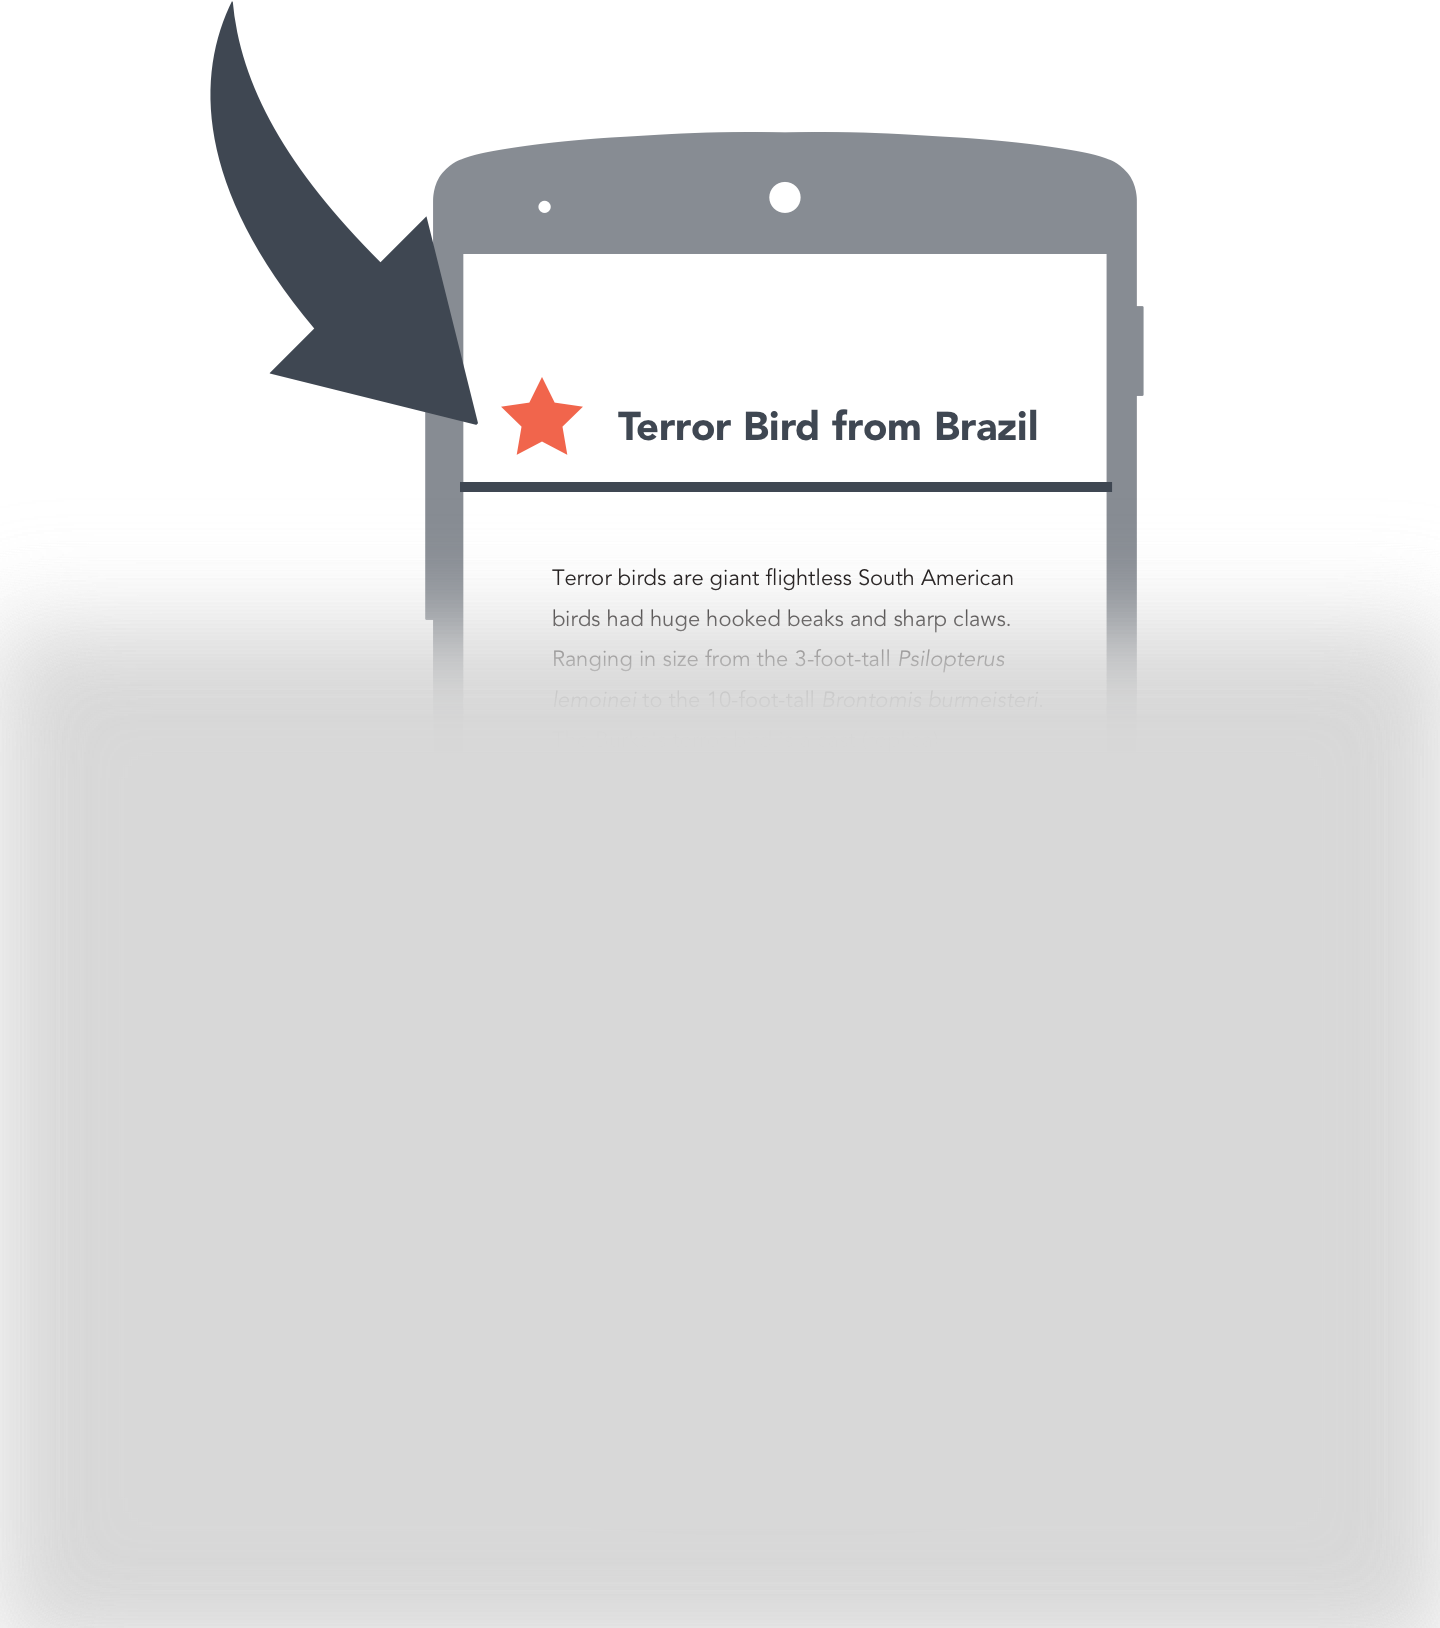 Terror Bird from Brazil
Terror birds are giant flightless South American
birds had huge hooked beaks and sharp claws.
Ranging in size from the 3-foot-tall Psilopterus
lemoinei to the 10-foot-tall Brontomis burmeisteri.